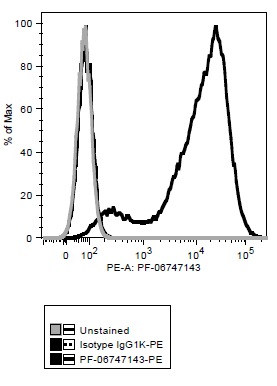 100
80
60
40
20
0
% of Max
0 10² 10³ 10⁴ 10⁵
PE-A: PF-06747143
Unstained
Isotype IgG1K-PE
PF-06747143-PE